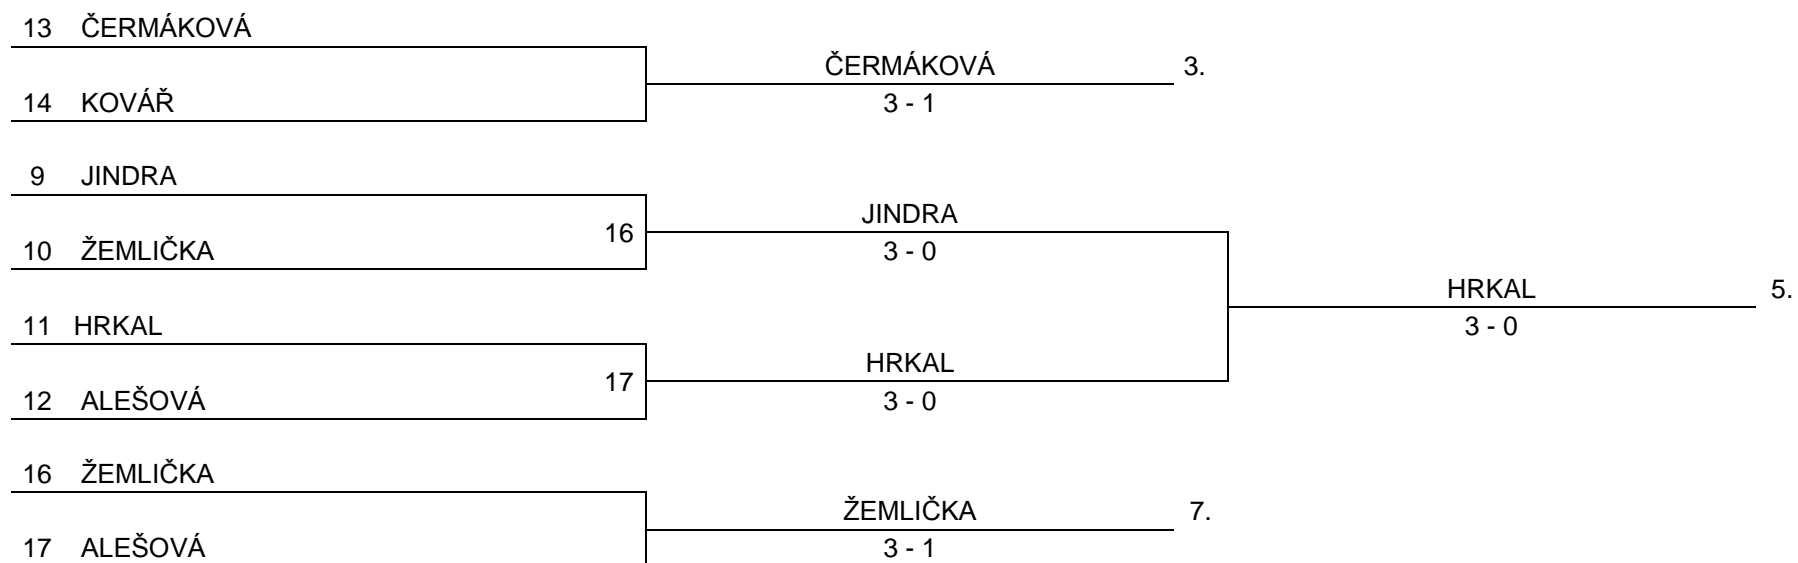 13 ČERMÁKOVÁ
ČERMÁKOVÁ 3.
14 KOVÁŘ 3 - 1
9 JINDRA
JINDRA
16
10 ŽEMLIČKA 3 - 0
HRKAL 5.
11 HRKAL 3 - 0
HRKAL
17
12 ALEŠOVÁ 3 - 0
16 ŽEMLIČKA
ŽEMLIČKA 7.
17 ALEŠOVÁ 3 - 1